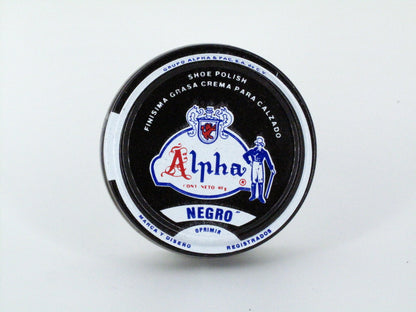 GRUPO ALPHA & PAC S.A. DE C.V.
SHOE POLISH
FINISIMA GRASA CREMA PARA CALZADO
Alpha
CONT. NETO 40 g
NEGRO
OPRIMIR
MARCA Y DISEÑO REGISTRADOS